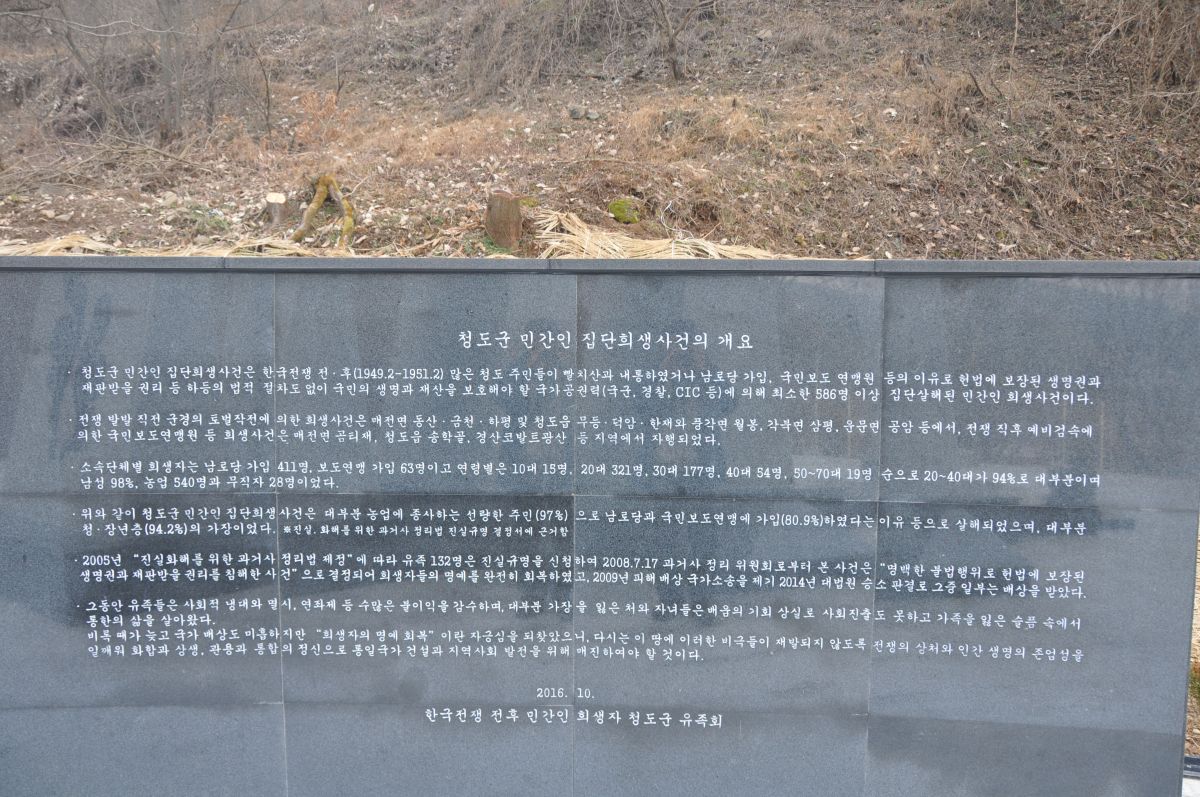 청도군 민간인 집단희생사건의 개요
· 청도군 민간인 집단희생사건은 한국전쟁 전·후(1949.2-1951.2) 많은 청도 주민들이 빨치산과 내통하였거나 남로당 가입, 국민보도 연맹원 등의 이유로 헌법에 보장된 생명권과
재판받을 권리 등 하등의 법적 절차도 없이 국민의 생명과 재산을 보호해야 할 국가공권력(국군, 경찰, CIC 등)에 의해 최소한 586명 이상 집단살해된 민간인 희생사건이다.
· 전쟁 발발 직전 군경의 토벌작전에 의한 희생사건은 매전면 동산·금천·하평 및 청도읍 무등·덕암·한재와 풍각면 월봉, 각북면 삼평, 운문면 공암 등에서, 전쟁 직후 예비검속에
의한 국민보도연맹원 등 희생사건은 매전면 곰티재, 청도읍 송학골, 경산코발트광산 등 지역에서 자행되었다.
· 소속단체별 희생자는 남로당 가입 411명, 보도연맹 가입 63명이고 연령별은 10대 15명, 20대 321명, 30대 177명, 40대 54명, 50~70대 19명 순으로 20~40대가 94%로 대부분이며
남성 98%, 농업 540명과 무직자 28명이었다.
· 위와 같이 청도군 민간인 집단희생사건은 대부분 농업에 종사하는 선량한 주민(97%)으로 남로당과 국민보도연맹에 가입(80.9%)하였다는 이유 등으로 살해되었으며, 대부분
청·장년층(94.2%)의 가장이었다. ※진실, 화해를 위한 과거사 정리법 진실규명 결정서에 근거함
· 2005년 “진실화해를 위한 과거사 정리법 제정”에 따라 유족 132명은 진실규명을 신청하여 2008.7.17 과거사 정리 위원회로부터 본 사건은 “명백한 불법행위로 헌법에 보장된
생명권과 재판받을 권리를 침해한 사건”으로 결정되어 희생자들의 명예를 완전히 회복하였고, 2009년 피해 배상 국가소송을 제기 2014년 대법원 승소 판결로 그중 일부는 배상을 받았다.
· 그동안 유족들은 사회적 냉대와 멸시, 연좌제 등 수많은 불이익을 감수하며, 대부분 가장을 잃은 처와 자녀들은 배움의 기회 상실로 사회진출도 못하고 가족을 잃은 슬픔 속에서
통한의 삶을 살아왔다.
비록 때가 늦고 국가 배상도 미흡하지만 “희생자의 명예 회복”이란 자긍심을 되찾았으니, 다시는 이 땅에 이러한 비극들이 재발되지 않도록 전쟁의 상처와 인간 생명의 존엄성을
일깨워 화합과 상생, 관용과 통합의 정신으로 통일국가 건설과 지역사회 발전을 위해 매진하여야 할 것이다.
2016. 10.
한국전쟁 전후 민간인 희생자 청도군 유족회